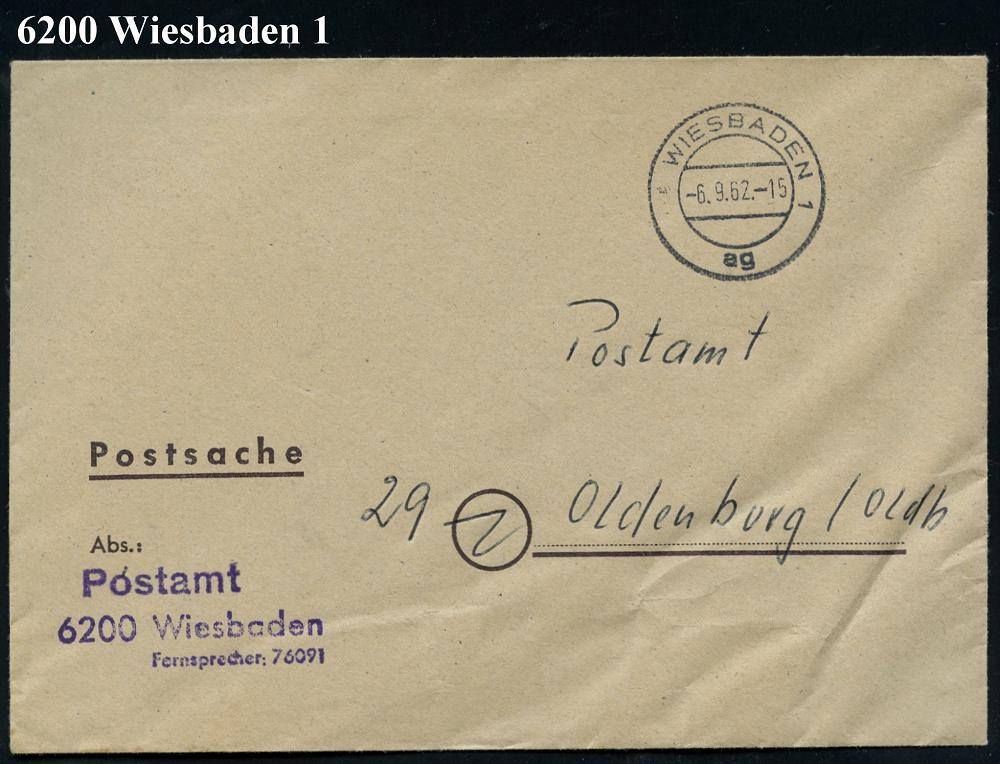 6200 Wiesbaden 1
WIESBADEN 1
-6.9.62.-15
ag
Postamt
Postsache
29 Oldenburg / Oldb
Abs.:
Postamt
6200 Wiesbaden
Fernsprecher: 76091